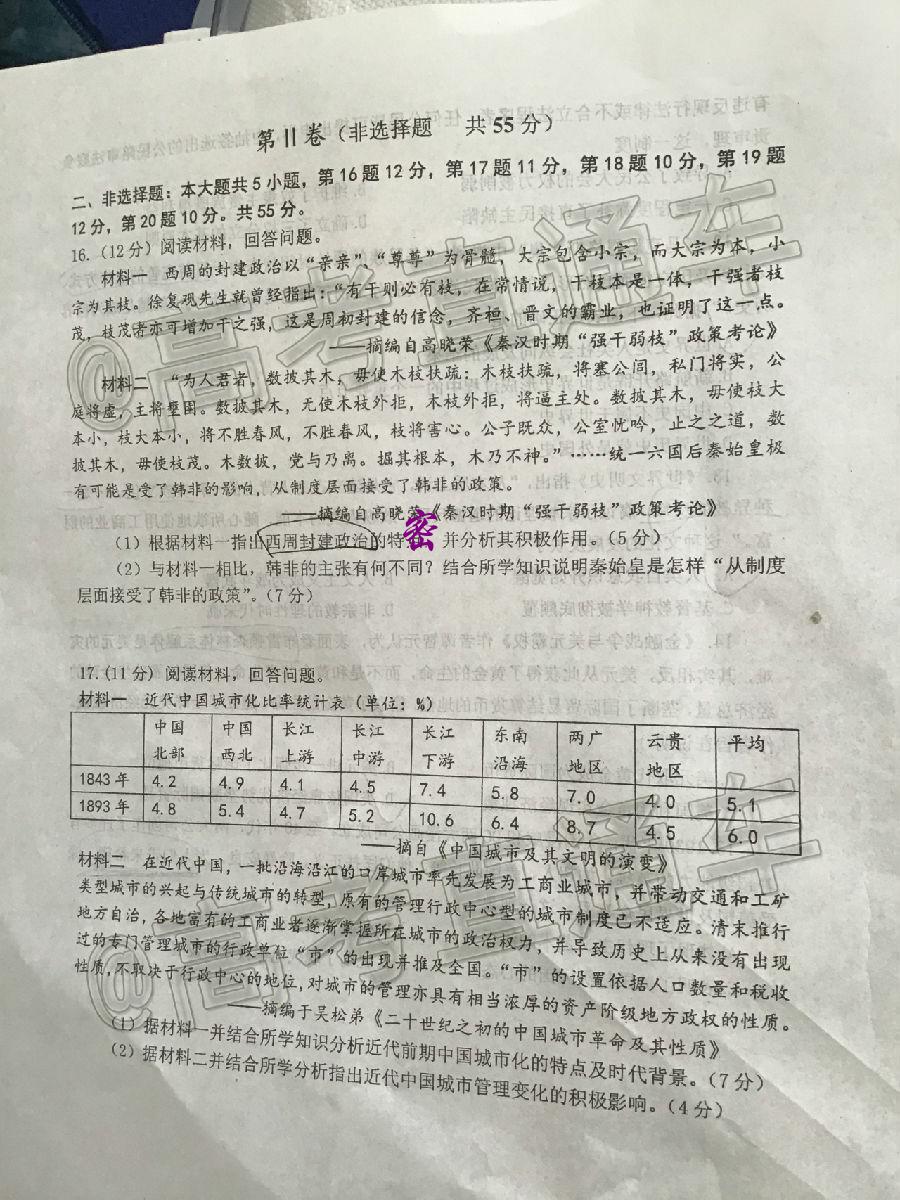 第Ⅱ卷（非选择题　共55分）
二、非选择题：本大题共5小题，第16题12分，第17题11分，第18题10分，第19题
12分，第20题10分。共55分。
16.（12分）阅读材料，回答问题。
材料一　西周的封建政治以“亲亲”“尊尊”为骨髓，大宗包含小宗，而大宗为本，小
宗为其枝。徐复观先生就曾经指出：“有干则必有枝，在常情说，干枝本是一体，干强者枝
茂，枝茂者亦可增加干之强，这是周初封建的信念，齐桓、晋文的霸业，也证明了这一点。
——摘编自高晓荣《秦汉时期“强干弱枝”政策考论》
材料二　“为人君者，数披其木，毋使木枝扶疏；木枝扶疏，将塞公闾，私门将实，公
庭将虚，主将壅围。数披其木，无使木枝外拒，木枝外拒，将逼主处。数披其木，毋使枝大
本小，枝大本小，将不胜春风，不胜春风，枝将害心。公子既众，公室忧吟，止之之道，数
披其木，毋使枝茂。木数披，党与乃离。掘其根本，木乃不神。”……统一六国后秦始皇极
有可能是受了韩非的影响，从制度层面接受了韩非的政策。
——摘编自高晓荣《秦汉时期“强干弱枝”政策考论》
（1）根据材料一指出西周封建政治的特 密 并分析其积极作用。（5分）
（2）与材料一相比，韩非的主张有何不同？结合所学知识说明秦始皇是怎样“从制度
层面接受了韩非的政策”。（7分）
17.（11分）阅读材料，回答问题。
材料一　近代中国城市化比率统计表（单位：%）
中国北部 中国西北 长江上游 长江中游 长江下游 东南沿海 两广地区 云贵地区 平均
1843年 4.2 4.9 4.1 4.5 7.4 5.8 7.0 4.0 5.1
1893年 4.8 5.4 4.7 5.2 10.6 6.4 8.7 4.5 6.0
——摘自《中国城市及其文明的演变》
材料二　在近代中国，一批沿海沿江的口岸城市率先发展为工商业城市，并带动交通和工矿
类型城市的兴起与传统城市的转型，原有的管理行政中心型的城市制度已不适应。清末推行
地方自治，各地富有的工商业者逐渐掌握所在城市的政治权力，并导致历史上从来没有出现
过的专门管理城市的行政单位“市”的出现并推及全国。“市”的设置依据人口数量和税收
性质，不取决于行政中心的地位，对城市的管理亦具有相当浓厚的资产阶级地方政权的性质。
——摘编于吴松弟《二十世纪之初的中国城市革命及其性质》
（1）据材料一并结合所学知识分析近代前期中国城市化的特点及时代背景。（7分）
（2）据材料二并结合所学分析指出近代中国城市管理变化的积极影响。（4分）
@高考直通车
@高考直通车